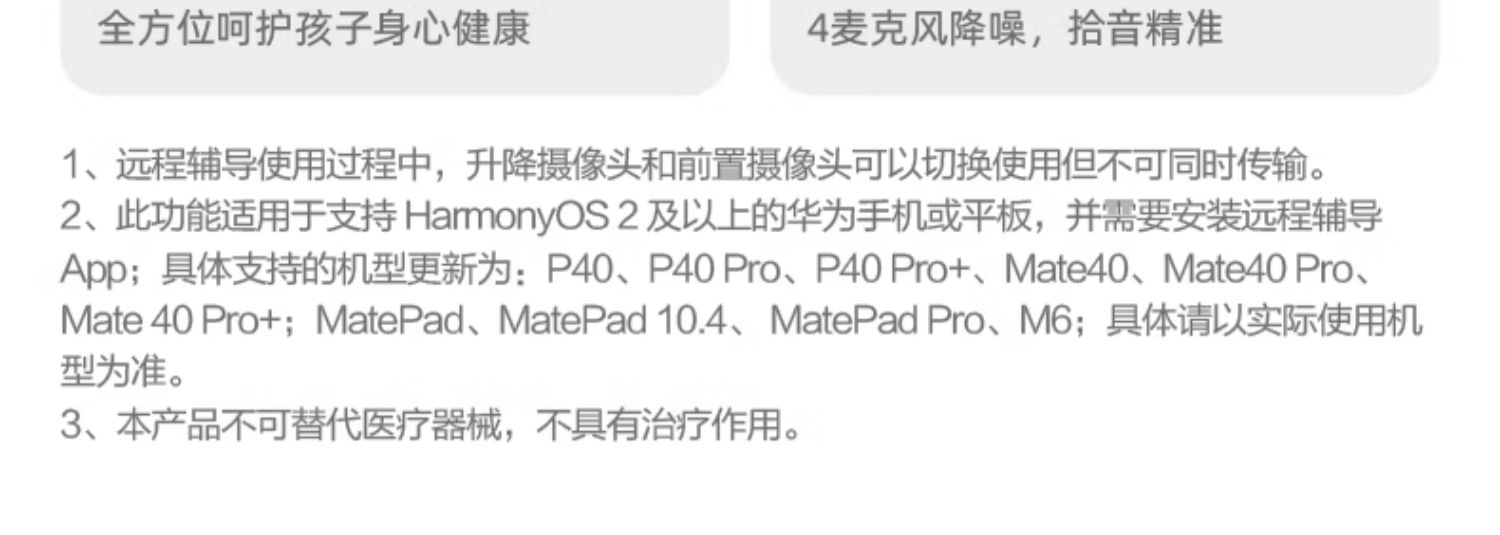 全方位呵护孩子身心健康
4麦克风降噪，拾音精准
1、远程辅导使用过程中，升降摄像头和前置摄像头可以切换使用但不可同时传输。
2、此功能适用于支持 HarmonyOS 2 及以上的华为手机或平板，并需要安装远程辅导
App；具体支持的机型更新为：P40、P40 Pro、P40 Pro+、Mate40、Mate40 Pro、
Mate 40 Pro+；MatePad、MatePad 10.4、 MatePad Pro、M6；具体请以实际使用机
型为准。
3、本产品不可替代医疗器械，不具有治疗作用。